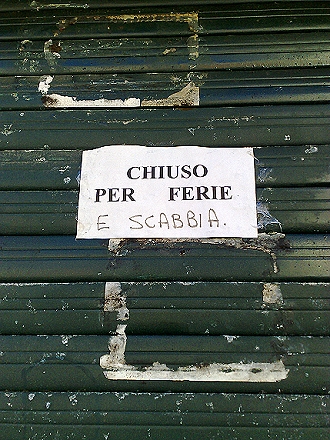 CHIUSO
PER FERIE
E SCABBIA.